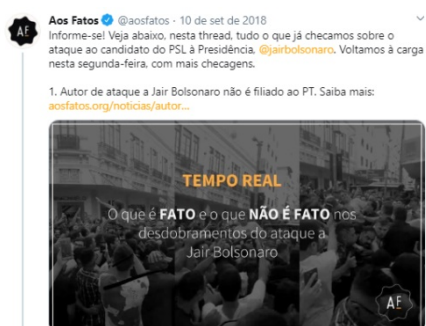 Aos Fatos @aosfatos · 10 de set de 2018
Informe-se! Veja abaixo, nesta thread, tudo o que já checamos sobre o
ataque ao candidato do PSL à Presidência, @jairbolsonaro. Voltamos à carga
nesta segunda-feira, com mais checagens.
1. Autor de ataque a Jair Bolsonaro não é filiado ao PT. Saiba mais:
aosfatos.org/noticias/autor...
TEMPO REAL
O que é FATO e o que NÃO É FATO nos
desdobramentos do ataque a
Jair Bolsonaro
AE
AE